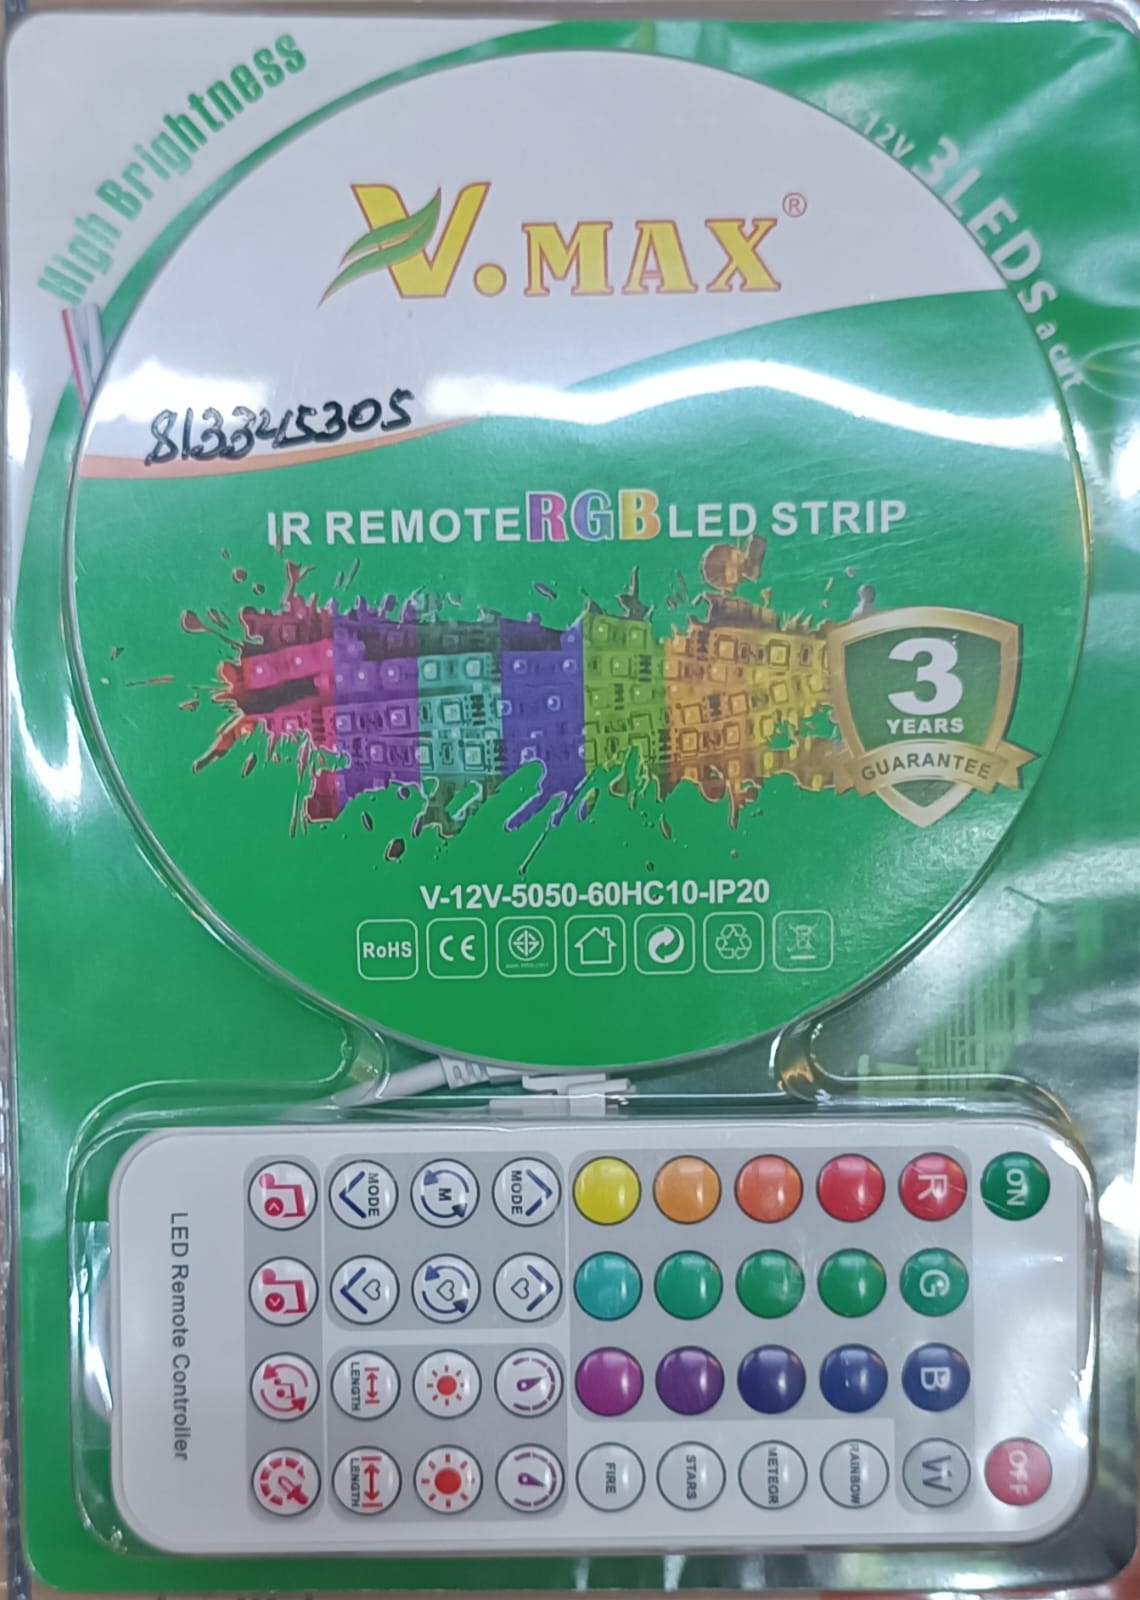 High Brightness
12V 3LEDs a cut
V.MAX®
813345305
IR REMOTE RGB LED STRIP
3
YEARS
GUARANTEE
V-12V-5050-60HC10-IP20
RoHS CE
ON OFF
R G B W
RAINBOW
METEOR
STARS
FIRE
MODE
M
MODE
LENGTH LENGTH
LED Remote Controller